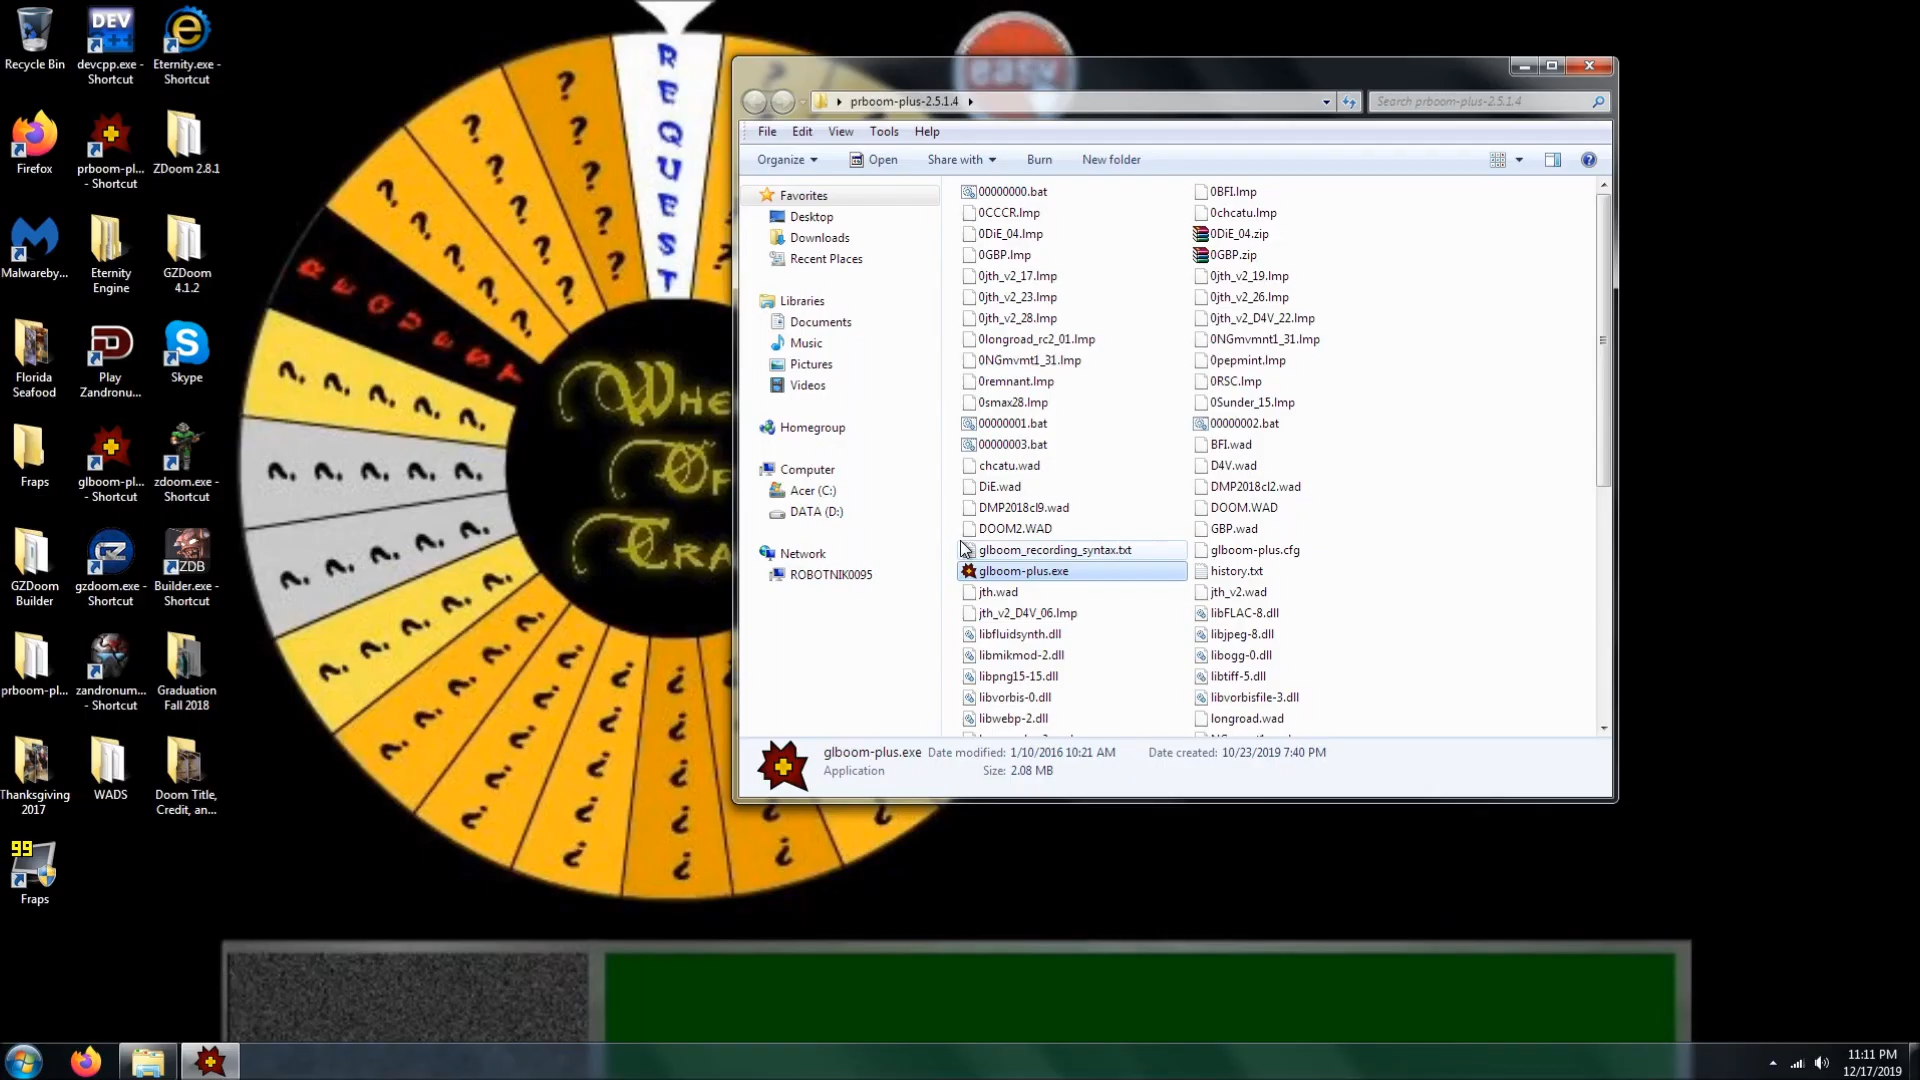 Recycle Bin
devcpp.exe - Shortcut
Eternity.exe - Shortcut
Firefox
prboom-pl... - Shortcut
ZDoom 2.8.1
Malwareby...
Eternity Engine
GZDoom 4.1.2
Florida Seafood
Play Zandronu...
Skype
Fraps
glboom-pl... - Shortcut
zdoom.exe - Shortcut
GZDoom Builder
gzdoom.exe - Shortcut
Builder.exe - Shortcut
prboom-pl...
zandronum... - Shortcut
Graduation Fall 2018
Thanksgiving 2017
WADS
Doom Title, Credit, an...
99
Fraps
DEV
ZDB
REQUEST
REQUEST
? ? ? ? ?
Whe
Of
Cra
easy
prboom-plus-2.5.1.4
Search prboom-plus-2.5.1.4
File Edit View Tools Help
Organize Open Share with Burn New folder
Favorites
Desktop
Downloads
Recent Places
Libraries
Documents
Music
Pictures
Videos
Homegroup
Computer
Acer (C:)
DATA (D:)
Network
ROBOTNIK0095
00000000.bat 0BFI.lmp
0CCCR.lmp 0chcatu.lmp
0DiE_04.lmp 0DiE_04.zip
0GBP.lmp 0GBP.zip
0jth_v2_17.lmp 0jth_v2_19.lmp
0jth_v2_23.lmp 0jth_v2_26.lmp
0jth_v2_28.lmp 0jth_v2_D4V_22.lmp
0longroad_rc2_01.lmp 0NGmvmnt1_31.lmp
0NGmvmt1_31.lmp 0pepmint.lmp
0remnant.lmp 0RSC.lmp
0smax28.lmp 0Sunder_15.lmp
00000001.bat 00000002.bat
00000003.bat BFI.wad
chcatu.wad D4V.wad
DiE.wad DMP2018cl2.wad
DMP2018cl9.wad DOOM.WAD
DOOM2.WAD GBP.wad
glboom_recording_syntax.txt glboom-plus.cfg
glboom-plus.exe history.txt
jth.wad jth_v2.wad
jth_v2_D4V_06.lmp libFLAC-8.dll
libfluidsynth.dll libjpeg-8.dll
libmikmod-2.dll libogg-0.dll
libpng15-15.dll libtiff-5.dll
libvorbis-0.dll libvorbisfile-3.dll
libwebp-2.dll longroad.wad
glboom-plus.exe Date modified: 1/10/2016 10:21 AM Date created: 10/23/2019 7:40 PM
Application Size: 2.08 MB
11:11 PM
12/17/2019